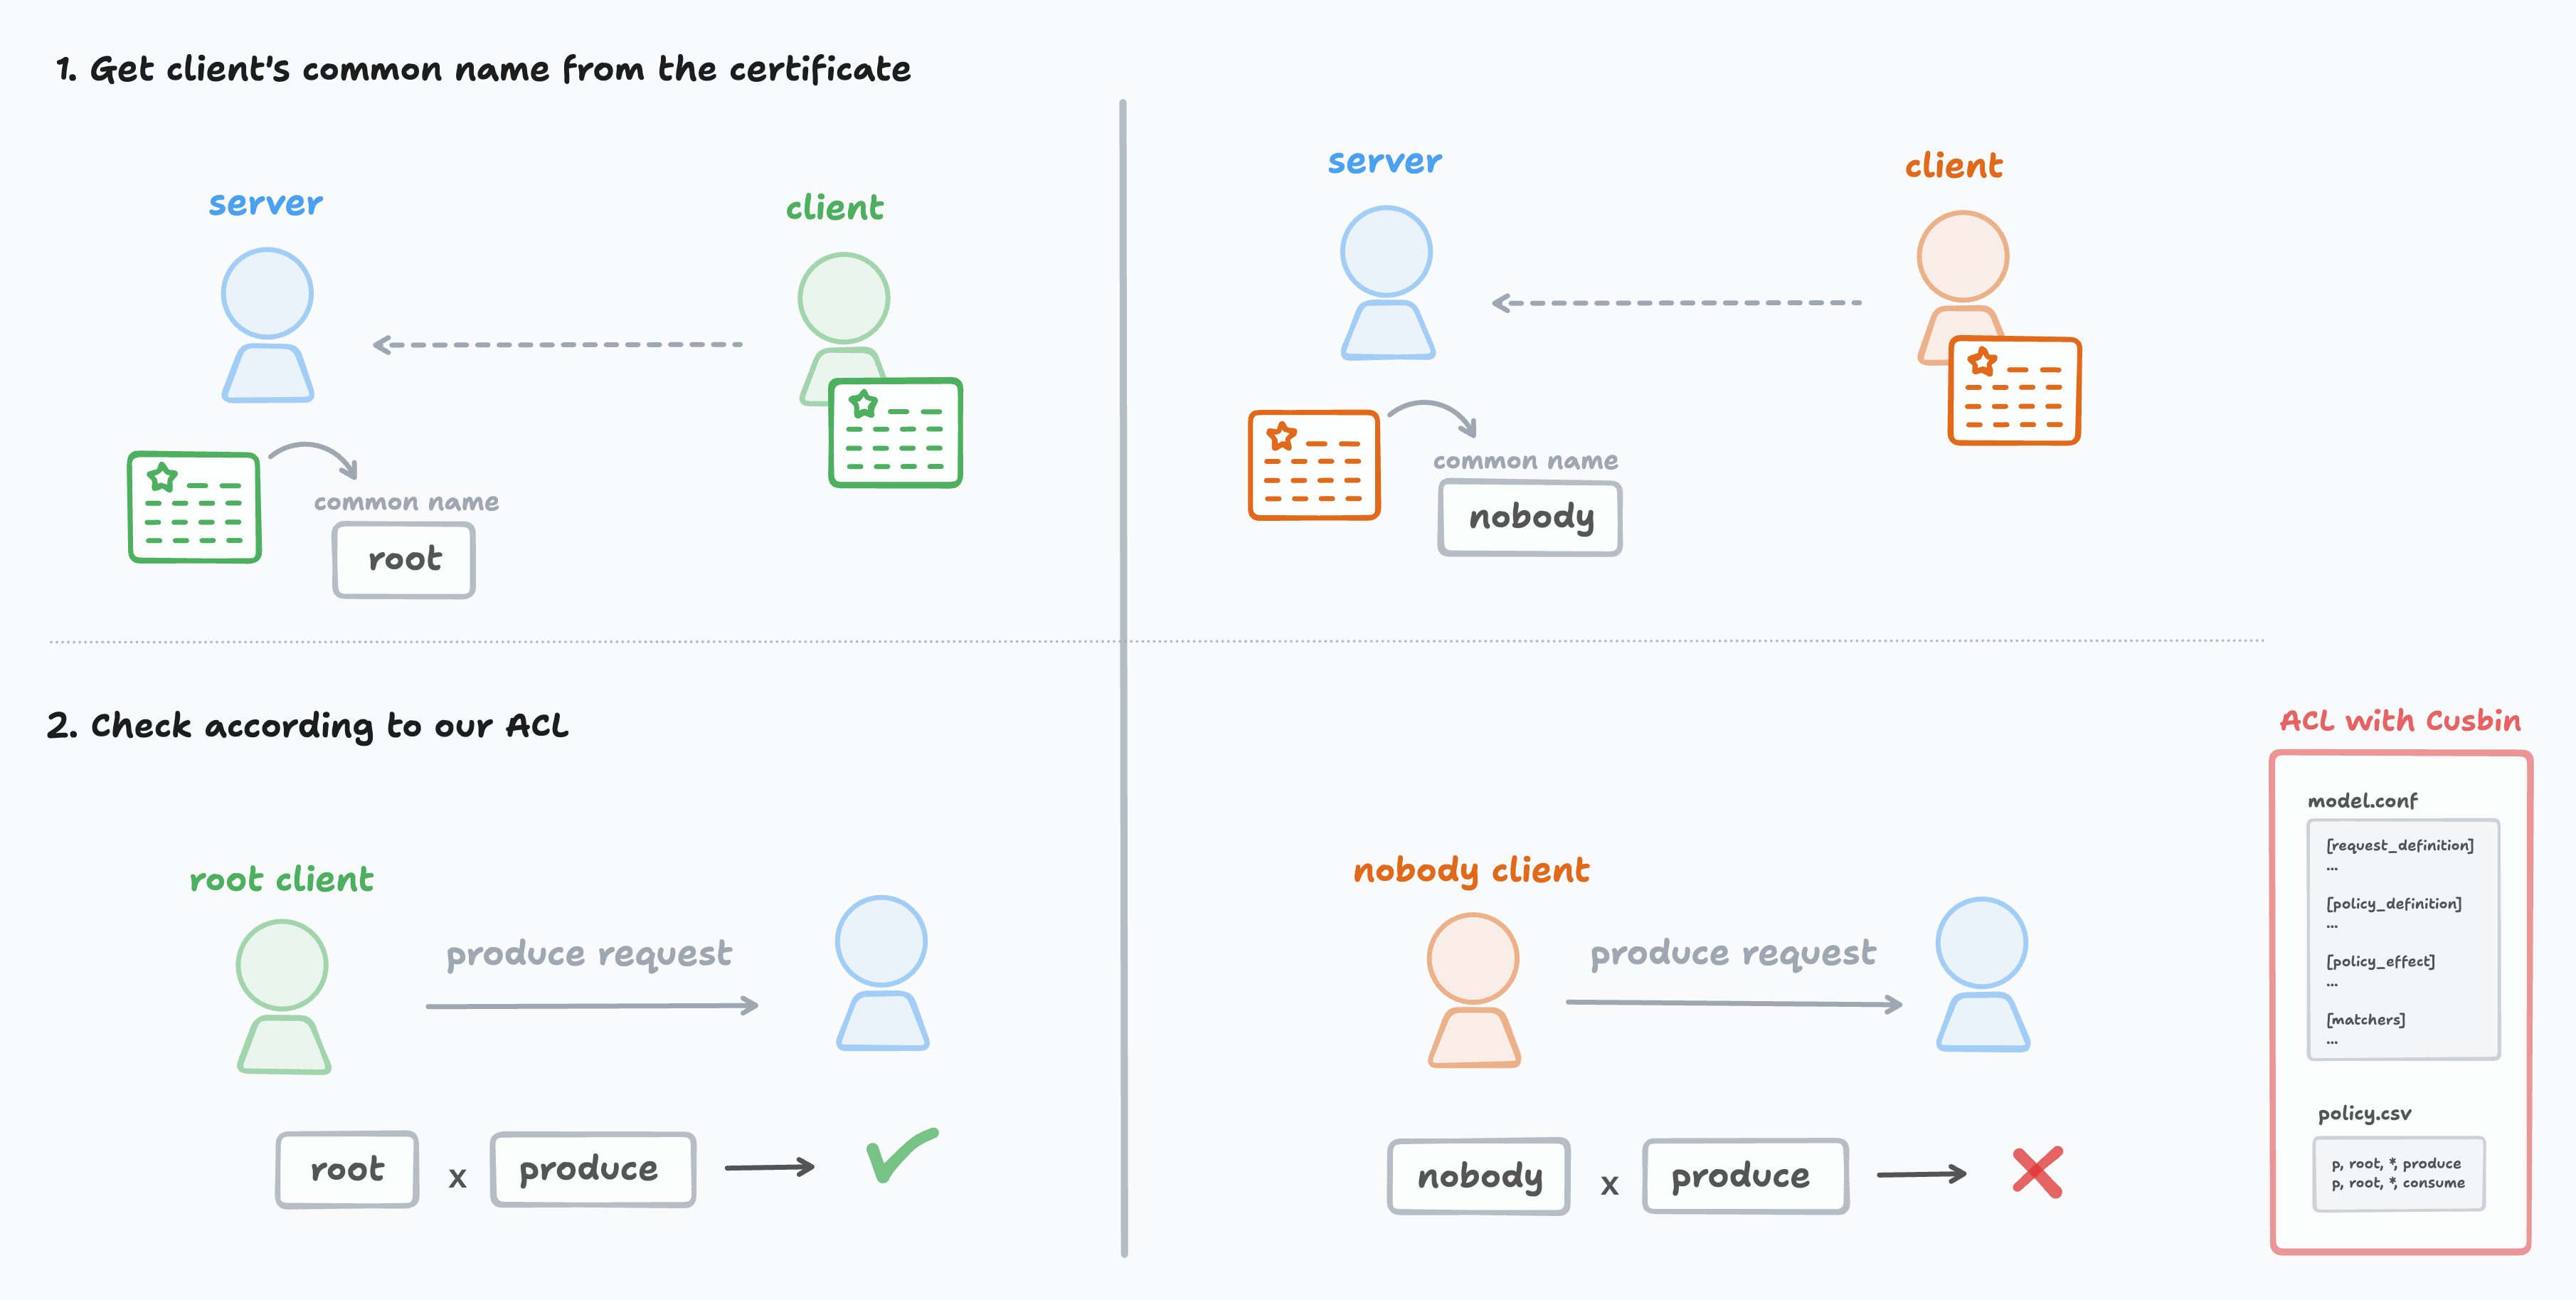 1. Get client's common name from the certificate
server
client
common name
root
server
client
common name
nobody
2. Check according to our ACL
root client
produce request
root x produce
nobody client
produce request
nobody x produce
ACL with Cusbin
model.conf
[request_definition]
...
[policy_definition]
...
[policy_effect]
...
[matchers]
...
policy.csv
p, root, *, produce
p, root, *, consume